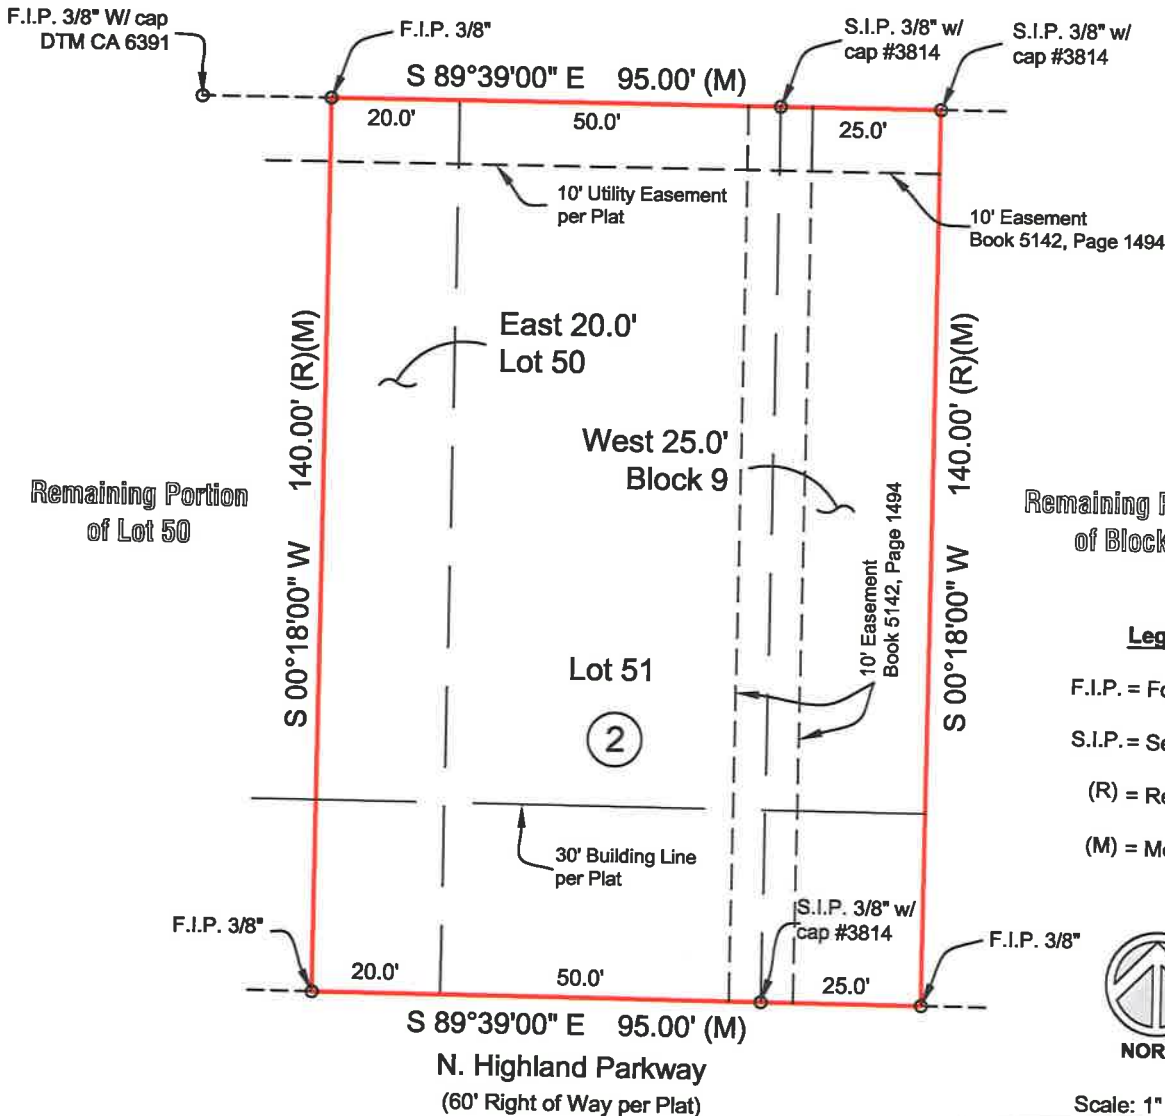 F.I.P. 3/8" W/ cap
DTM CA 6391
F.I.P. 3/8"
S.I.P. 3/8" w/
cap #3814
S.I.P. 3/8" w/
cap #3814
S 89°39'00" E 95.00' (M)
20.0'
50.0'
25.0'
10' Utility Easement
per Plat
10' Easement
Book 5142, Page 1494
East 20.0'
Lot 50
S 00°18'00" W 140.00' (R)(M)
West 25.0'
Block 9
S 00°18'00" W 140.00' (R)(M)
Remaining Portion
of Lot 50
Remaining
of Block
10' Easement
Book 5142, Page 1494
Lot 51
2
F.I.P. =
S.I.P. =
(R) =
(M) =
30' Building Line
per Plat
F.I.P. 3/8"
S.I.P. 3/8" w/
cap #3814
F.I.P. 3/8"
20.0'
50.0'
25.0'
S 89°39'00" E 95.00' (M)
N. Highland Parkway
(60' Right of Way per Plat)
Scale: 1"